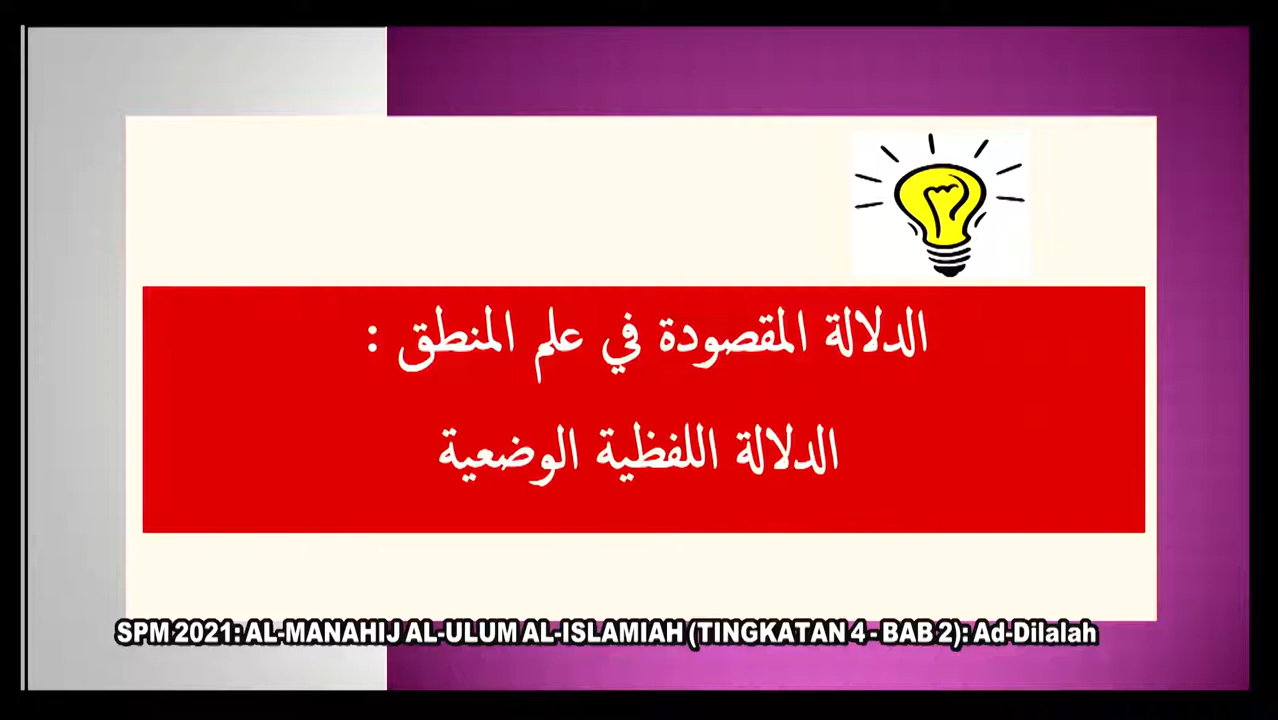 الدلالة المقصودة في علم المنطق :
الدلالة اللفظية الوضعية
SPM 2021: AL-MANAHIJ AL-ULUM AL-ISLAMIAH (TINGKATAN 4 - BAB 2): Ad-Dilalah